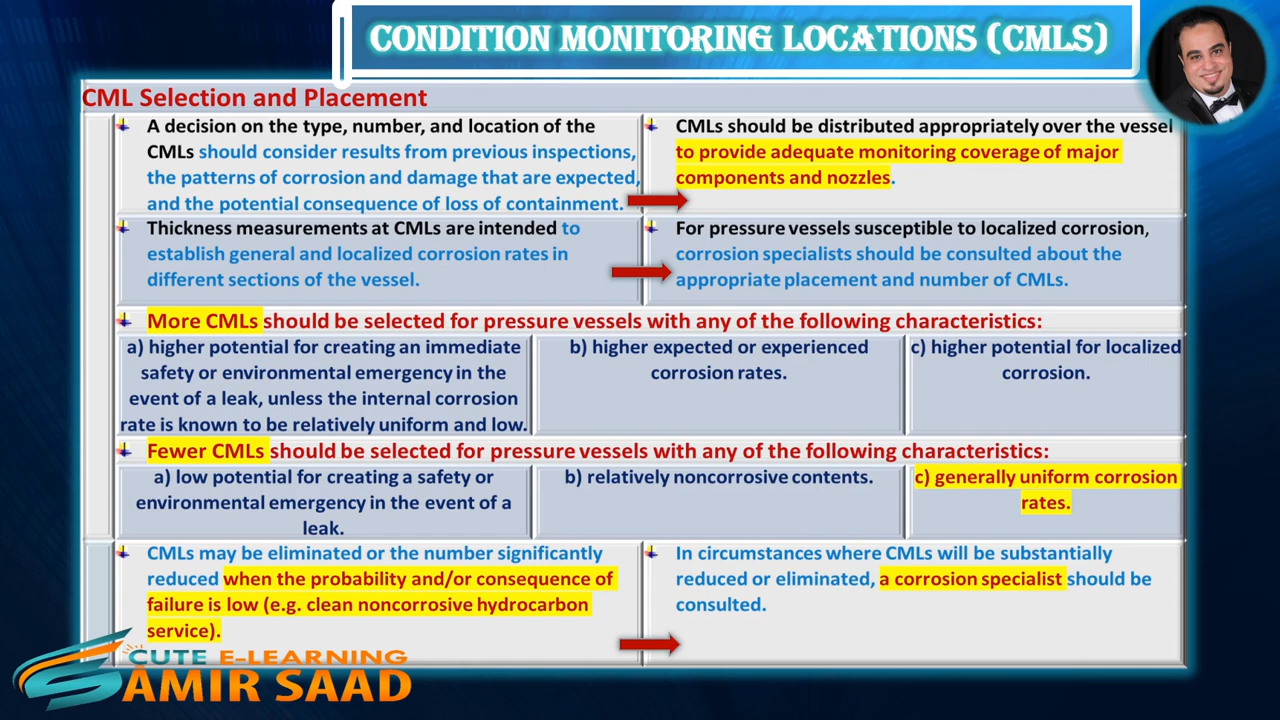 CONDITION MONITORING LOCATIONS (CMLS)
CML Selection and Placement
A decision on the type, number, and location of the
CMLs should consider results from previous inspections,
the patterns of corrosion and damage that are expected,
and the potential consequence of loss of containment.
CMLs should be distributed appropriately over the vessel
to provide adequate monitoring coverage of major
components and nozzles.
Thickness measurements at CMLs are intended to
establish general and localized corrosion rates in
different sections of the vessel.
For pressure vessels susceptible to localized corrosion,
corrosion specialists should be consulted about the
appropriate placement and number of CMLs.
More CMLs should be selected for pressure vessels with any of the following characteristics:
a) higher potential for creating an immediate
safety or environmental emergency in the
event of a leak, unless the internal corrosion
rate is known to be relatively uniform and low.
b) higher expected or experienced
corrosion rates.
c) higher potential for localized
corrosion.
Fewer CMLs should be selected for pressure vessels with any of the following characteristics:
a) low potential for creating a safety or
environmental emergency in the event of a
leak.
b) relatively noncorrosive contents.
c) generally uniform corrosion
rates.
CMLs may be eliminated or the number significantly
reduced when the probability and/or consequence of
failure is low (e.g. clean noncorrosive hydrocarbon
service).
In circumstances where CMLs will be substantially
reduced or eliminated, a corrosion specialist should be
consulted.
CUTE E-LEARNING
AMIR SAAD